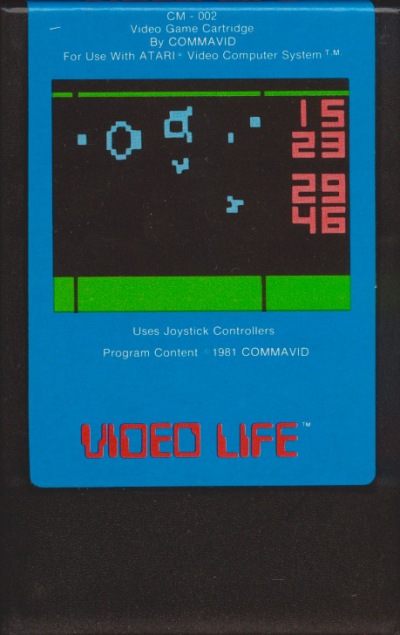 CM - 002
Video Game Cartridge
By COMMAVID
For Use With ATARI® Video Computer System T.M.
15
23
29
46
Uses Joystick Controllers
Program Content © 1981 COMMAVID
VIDEO LIFE™